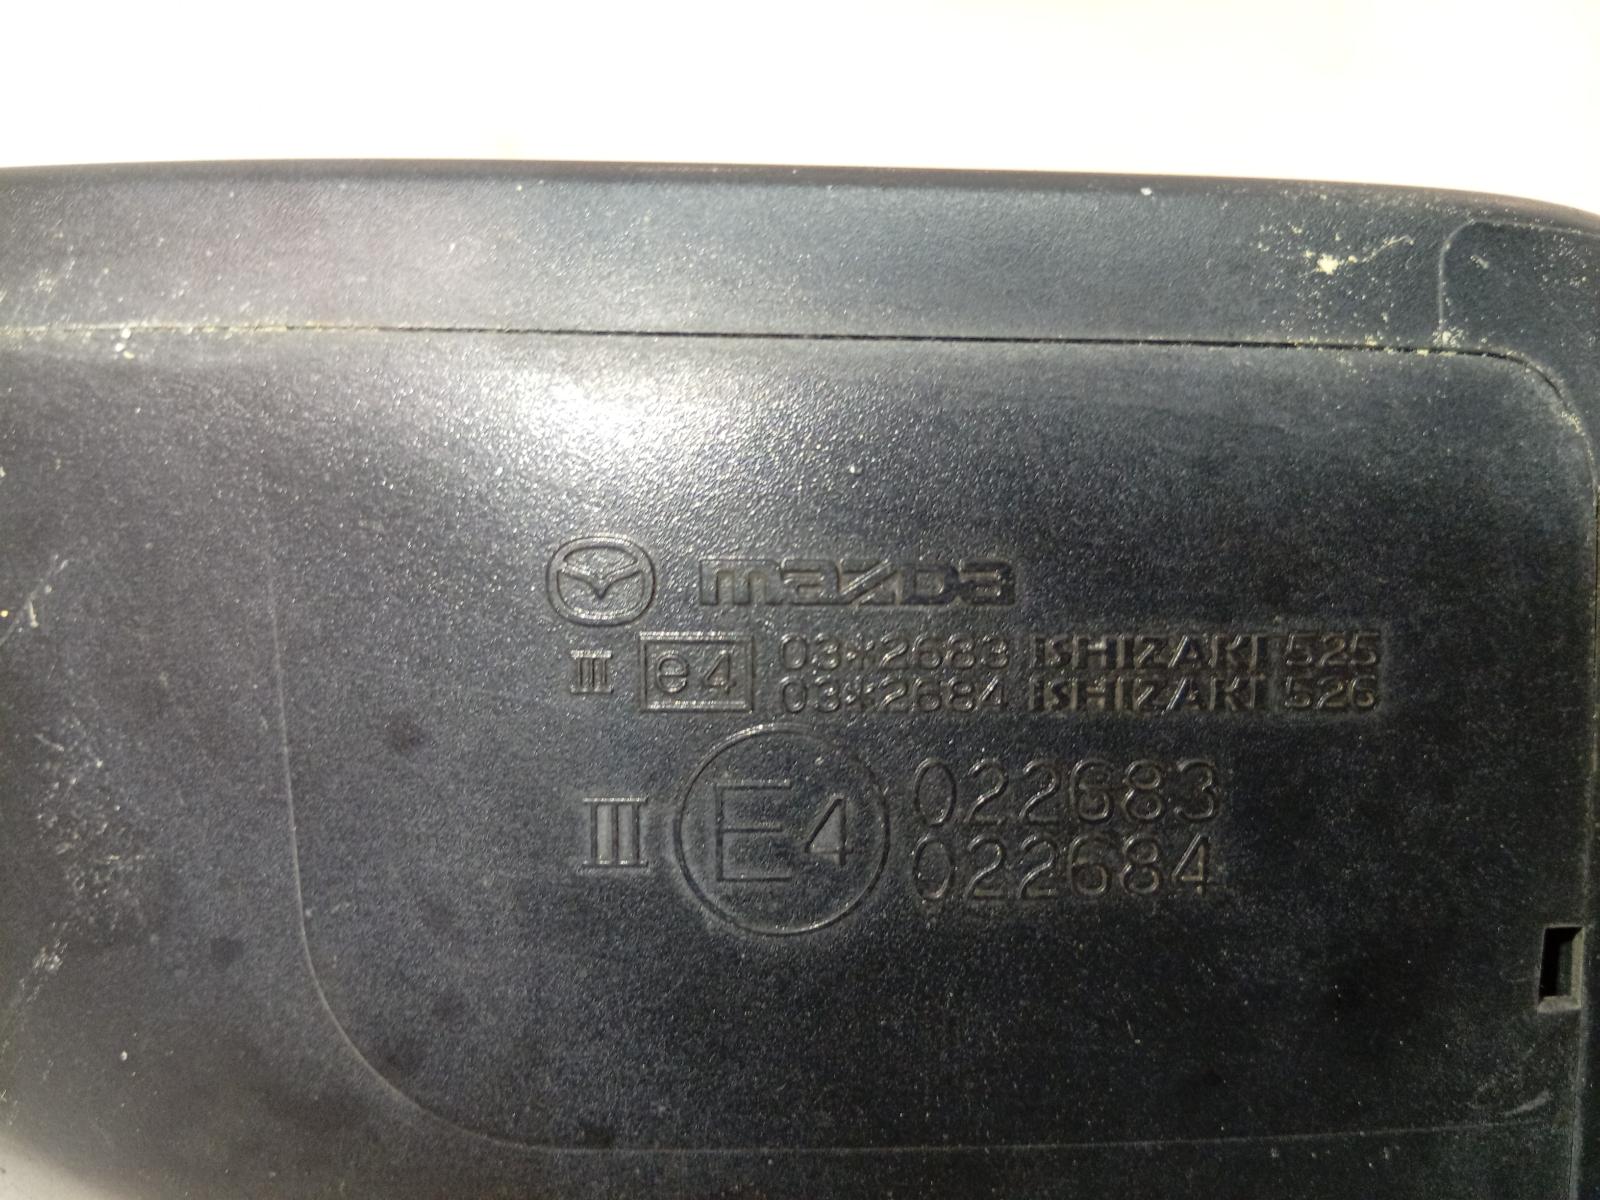 mazda
III e4 03*2683 ISHIZAKI 525
03*2684 ISHIZAKI 526
III E4 022683
022684